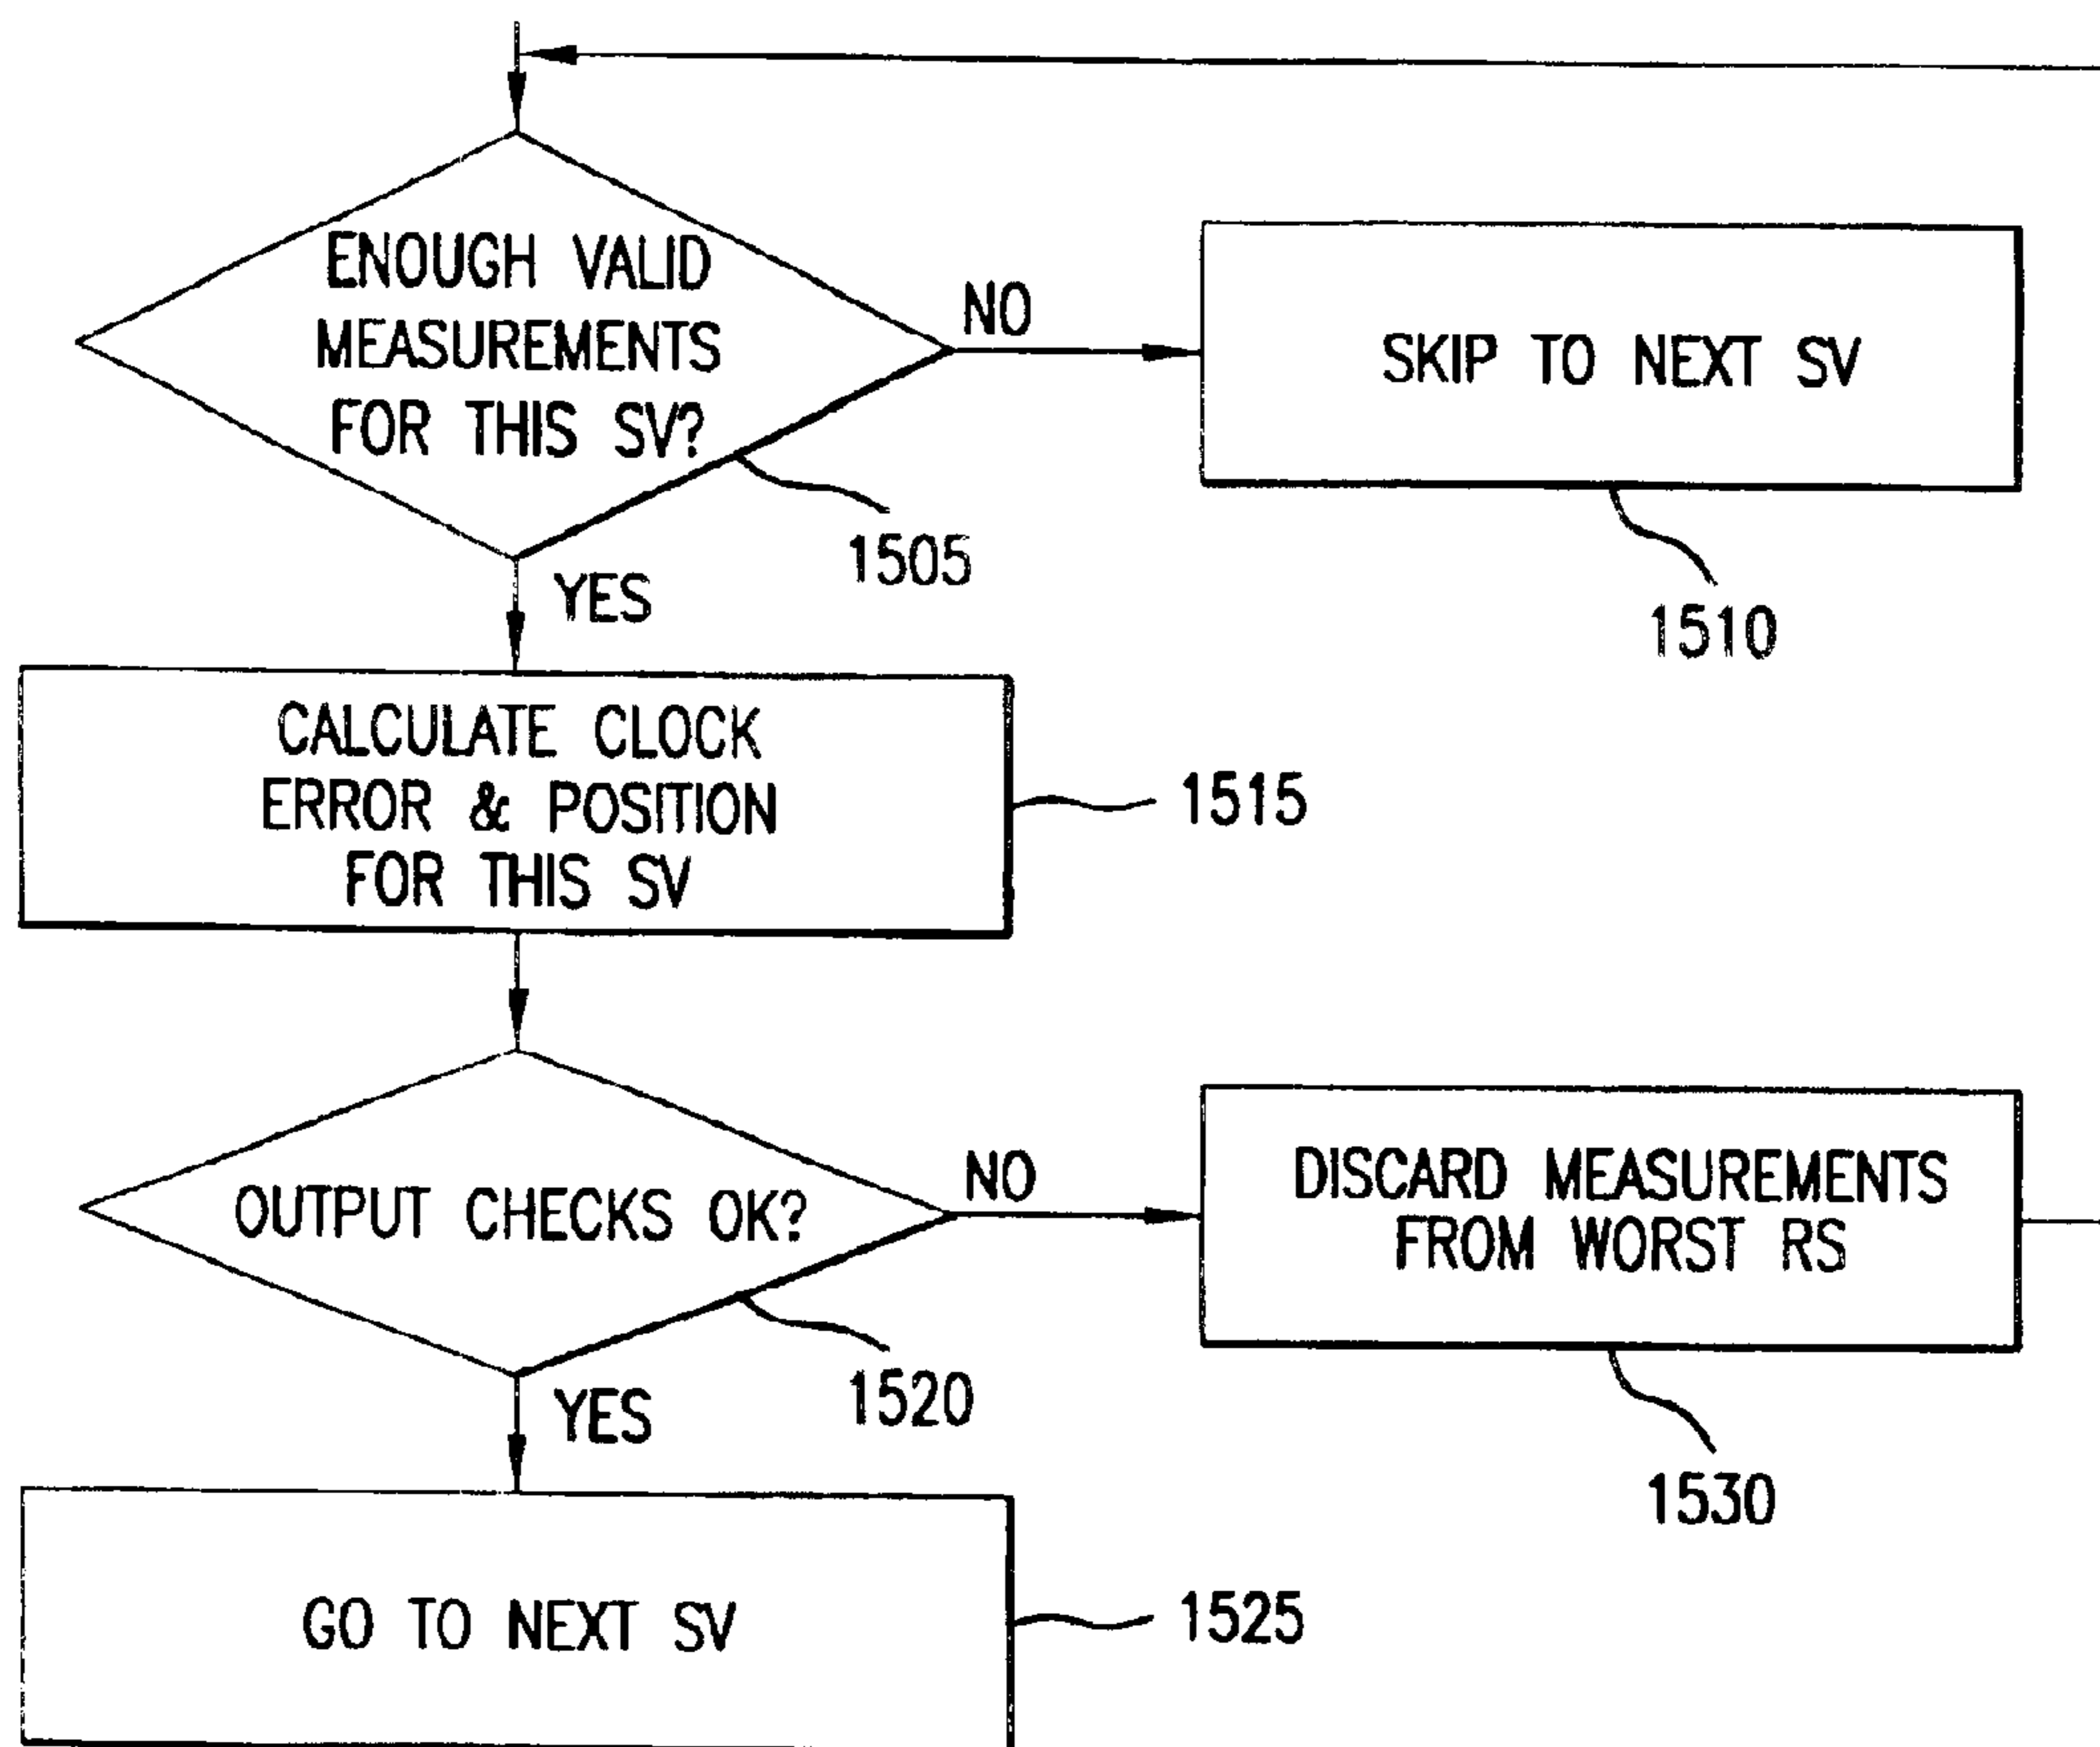 ENOUGH VALID
MEASUREMENTS
FOR THIS SV?
NO
SKIP TO NEXT SV
1505
1510
YES
CALCULATE CLOCK
ERROR & POSITION
FOR THIS SV
1515
OUTPUT CHECKS OK?
NO
DISCARD MEASUREMENTS
FROM WORST RS
1520
1530
YES
GO TO NEXT SV
1525